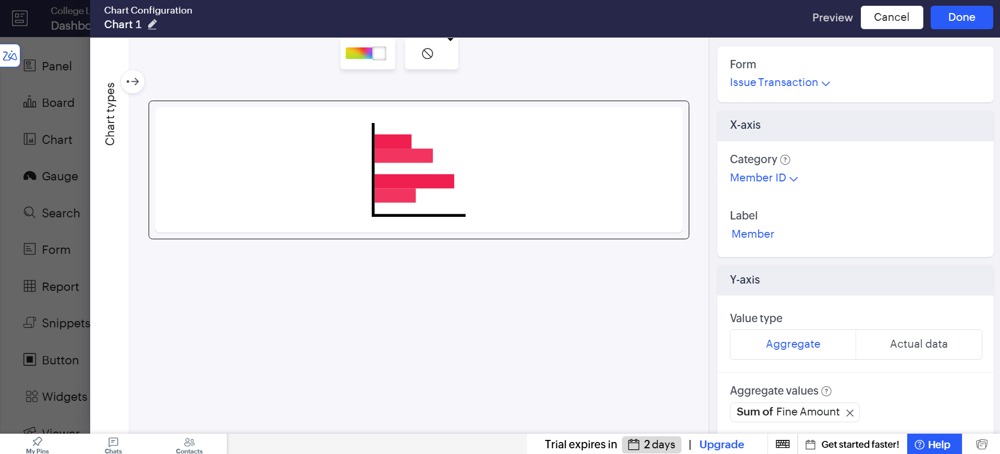 College L
Dashbo
Chart Configuration
Chart 1
Preview
Cancel
Done
Panel
Board
Chart
Gauge
Search
Form
Report
Snippets
Button
Widgets
Viewer
Chart types
Form
Issue Transaction
X-axis
Category
Member ID
Label
Member
Y-axis
Value type
Aggregate
Actual data
Aggregate values
Sum of Fine Amount
My Pins
Chats
Contacts
Trial expires in 2 days | Upgrade
Get started faster!
Help